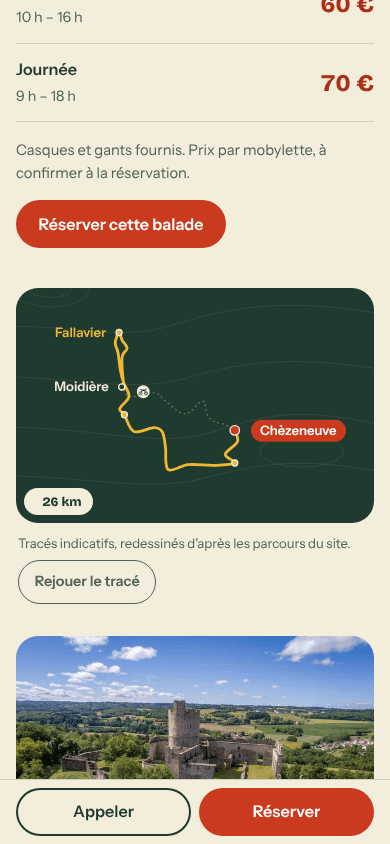 10 h – 16 h
60 €
Journée
9 h – 18 h
70 €
Casques et gants fournis. Prix par mobylette, à
confirmer à la réservation.
Réserver cette balade
Fallavier
Moidière
Chèzeneuve
26 km
Tracés indicatifs, redessinés d'après les parcours du site.
Rejouer le tracé
Appeler
Réserver